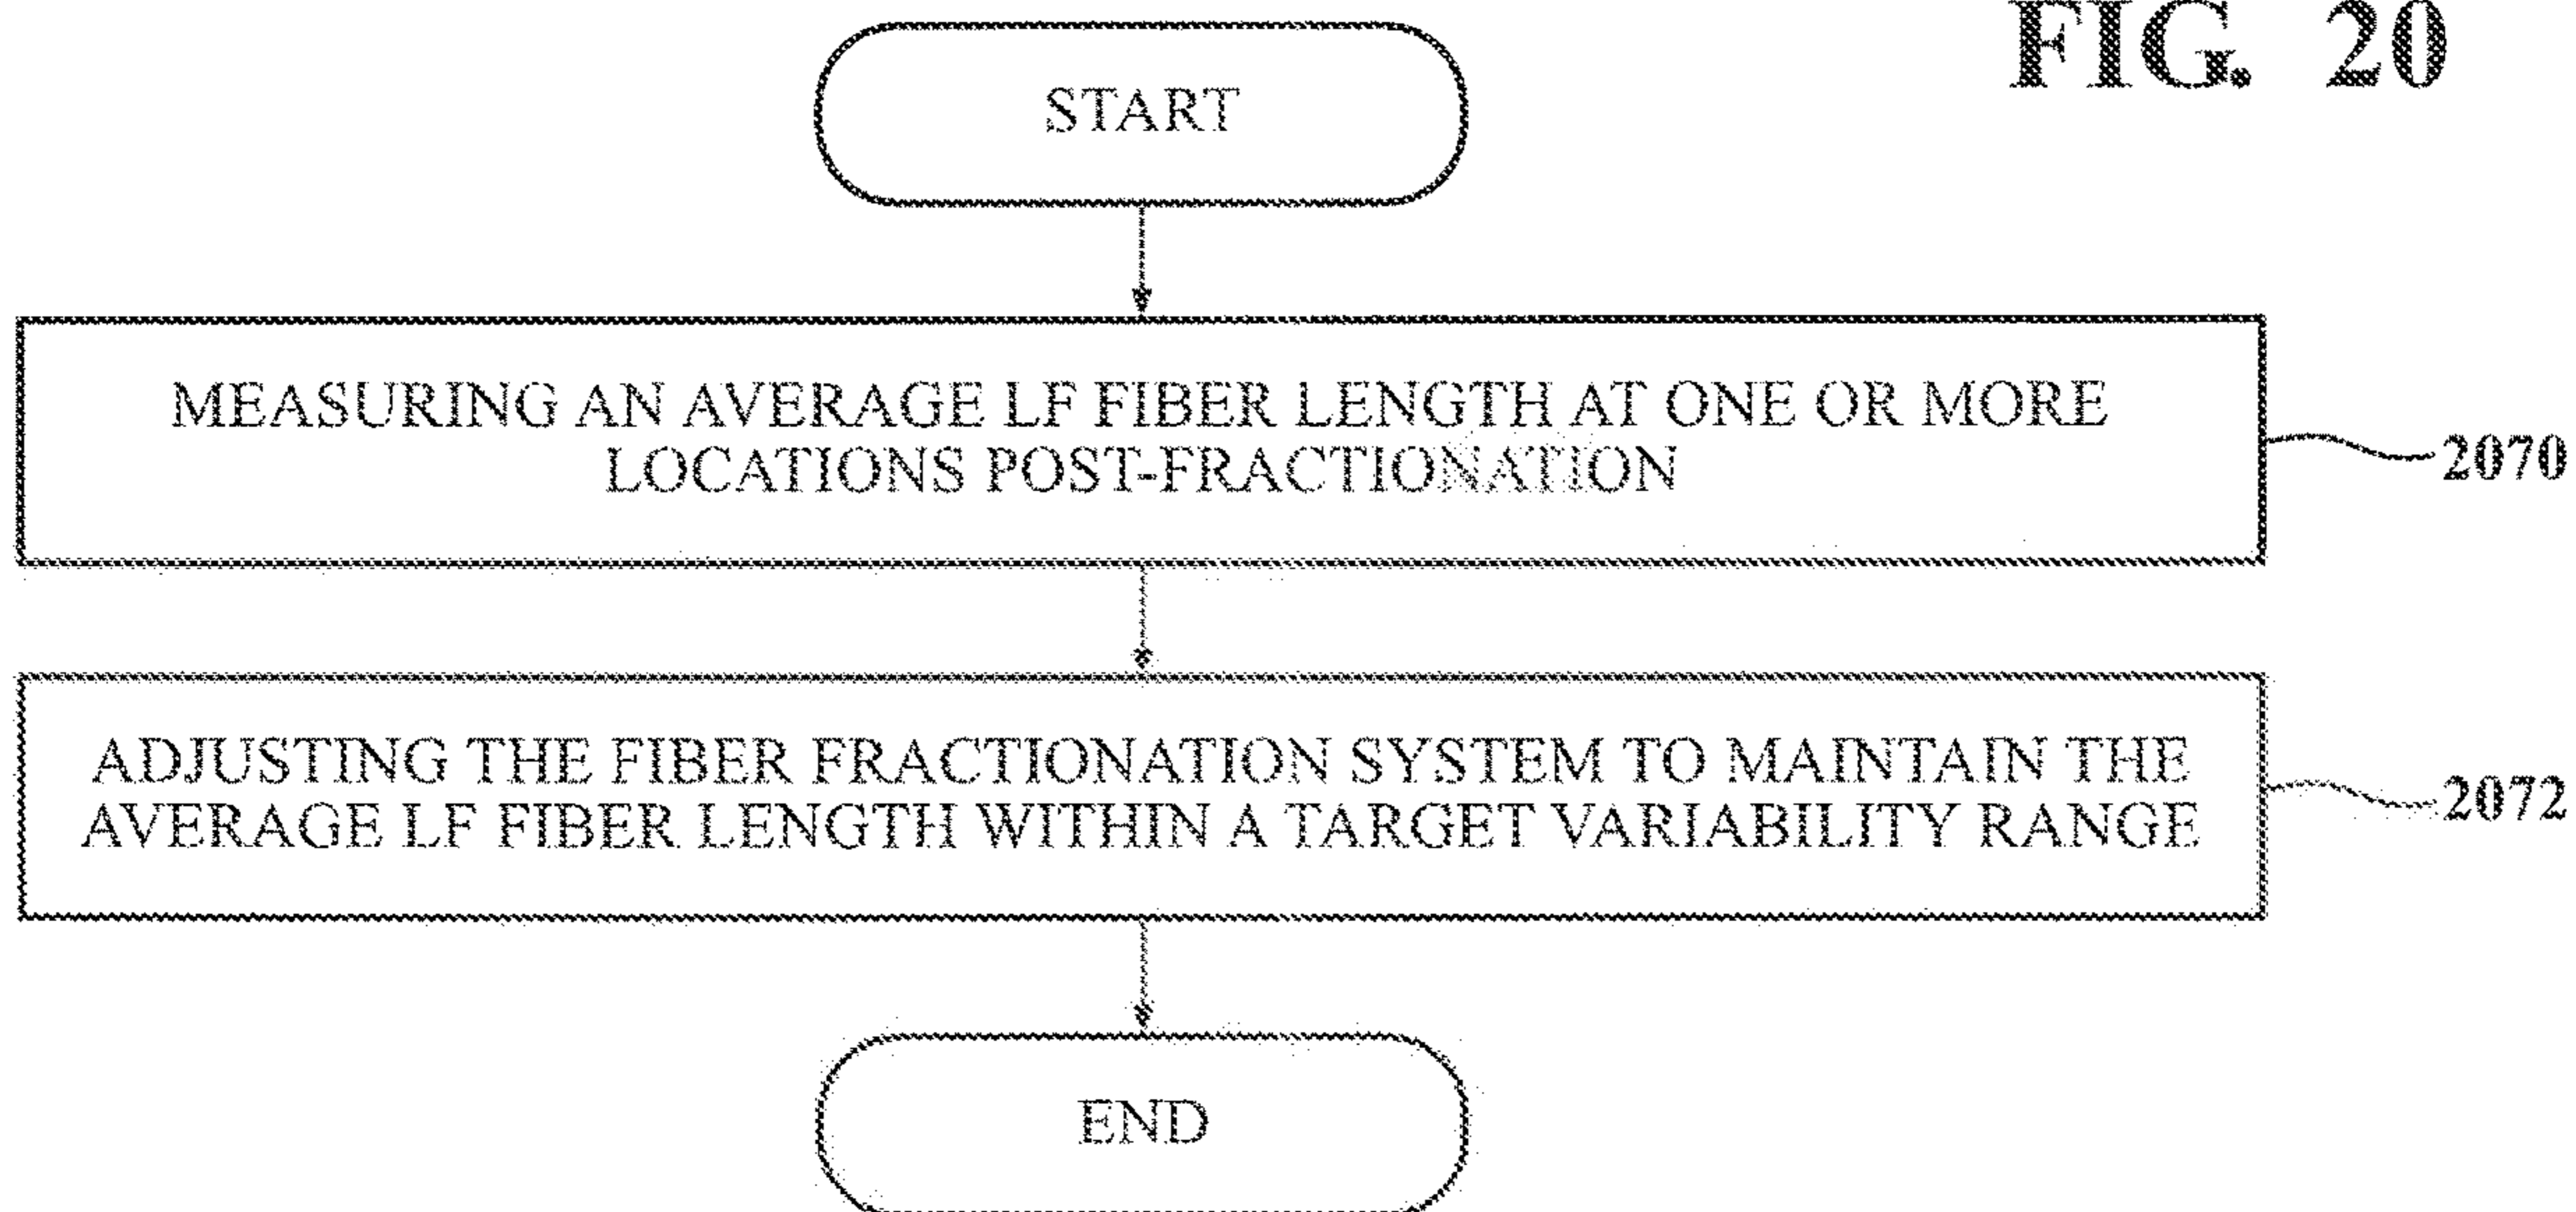 FIG. 20
START
MEASURING AN AVERAGE LF FIBER LENGTH AT ONE OR MORE
LOCATIONS POST-FRACTIONATION
2070
ADJUSTING THE FIBER FRACTIONATION SYSTEM TO MAINTAIN THE
AVERAGE LF FIBER LENGTH WITHIN A TARGET VARIABILITY RANGE
2072
END